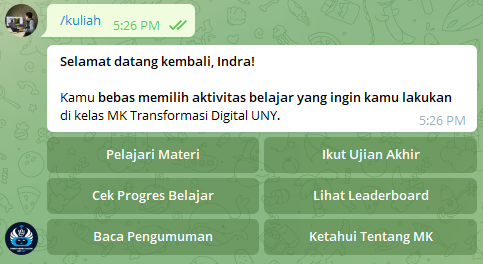 /kuliah
5:26 PM
Selamat datang kembali, Indra!
Kamu bebas memilih aktivitas belajar yang ingin kamu lakukan
di kelas MK Transformasi Digital UNY.
5:26 PM
Pelajari Materi
Ikut Ujian Akhir
Cek Progres Belajar
Lihat Leaderboard
Baca Pengumuman
Ketahui Tentang MK